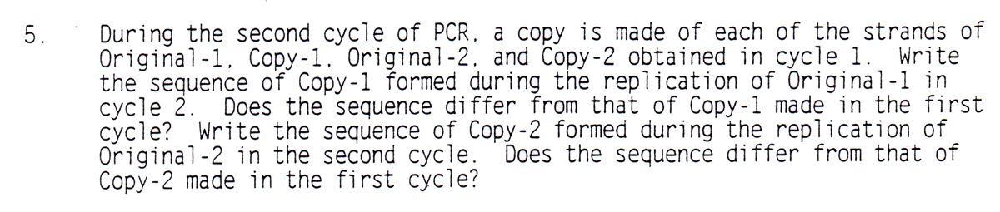 5. During the second cycle of PCR, a copy is made of each of the strands of
Original-1, Copy-1, Original-2, and Copy-2 obtained in cycle 1. Write
the sequence of Copy-1 formed during the replication of Original-1 in
cycle 2. Does the sequence differ from that of Copy-1 made in the first
cycle? Write the sequence of Copy-2 formed during the replication of
Original-2 in the second cycle. Does the sequence differ from that of
Copy-2 made in the first cycle?